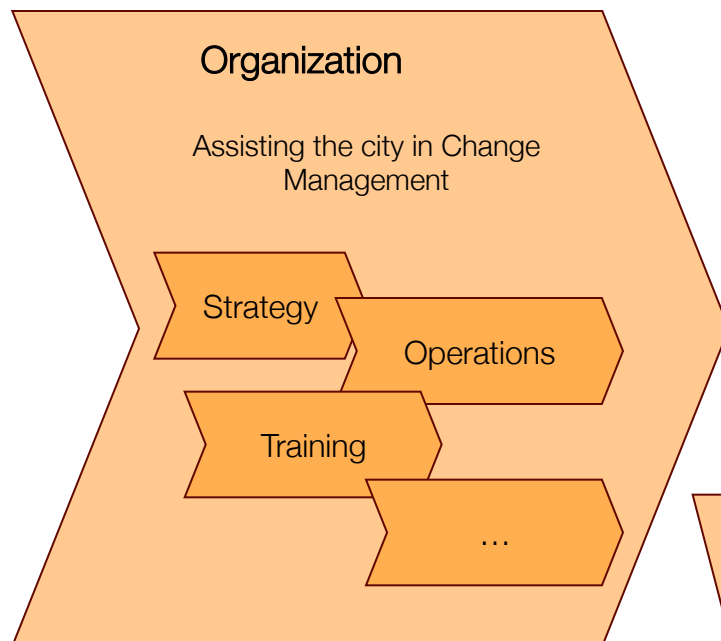 Organization
Assisting the city in Change
Management
Strategy
Operations
Training
...